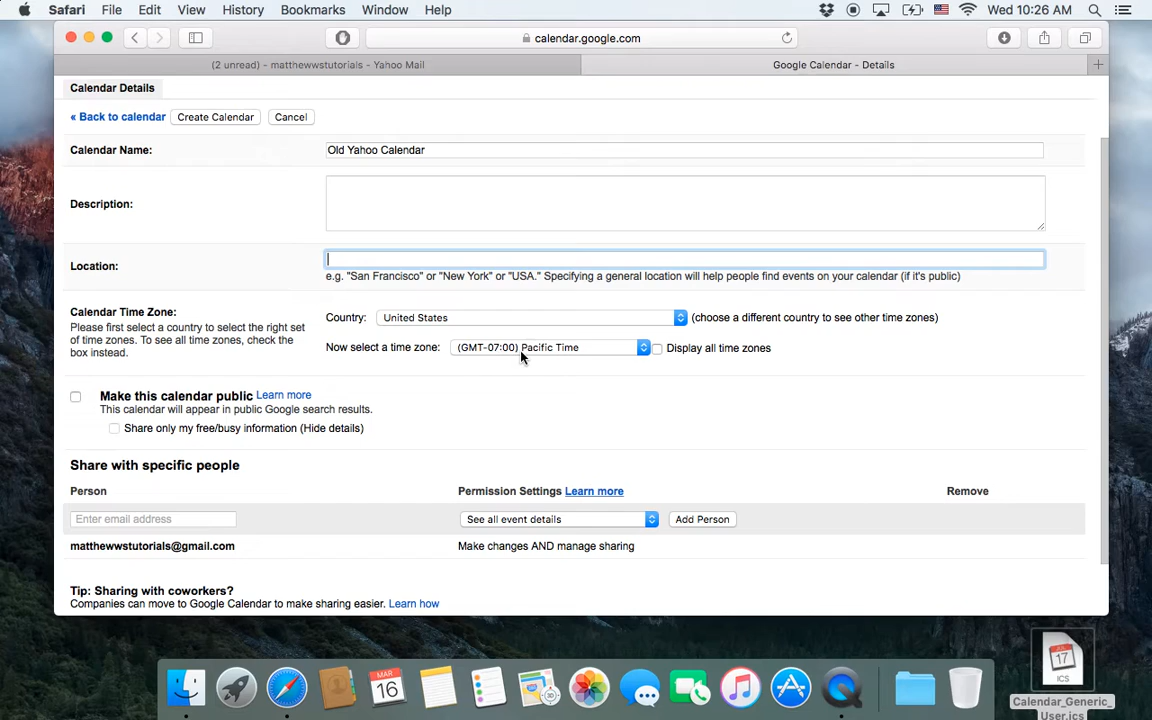 Safari File Edit View History Bookmarks Window Help Wed 10:26 AM
calendar.google.com
(2 unread) - matthewwstutorials - Yahoo Mail
Google Calendar - Details
Calendar Details
« Back to calendar
Create Calendar
Cancel
Calendar Name:
Old Yahoo Calendar
Description:
Location:
e.g. "San Francisco" or "New York" or "USA." Specifying a general location will help people find events on your calendar (if it's public)
Calendar Time Zone:
Please first select a country to select the right set
of time zones. To see all time zones, check the
box instead.
Country: United States (choose a different country to see other time zones)
Now select a time zone: (GMT-07:00) Pacific Time Display all time zones
Make this calendar public Learn more
This calendar will appear in public Google search results.
Share only my free/busy information (Hide details)
Share with specific people
Person Permission Settings Learn more Remove
Enter email address See all event details Add Person
matthewwstutorials@gmail.com Make changes AND manage sharing
Tip: Sharing with coworkers?
Companies can move to Google Calendar to make sharing easier. Learn how
MAR
16
JUL
17
ICS
Calendar_Generic_
User.ics